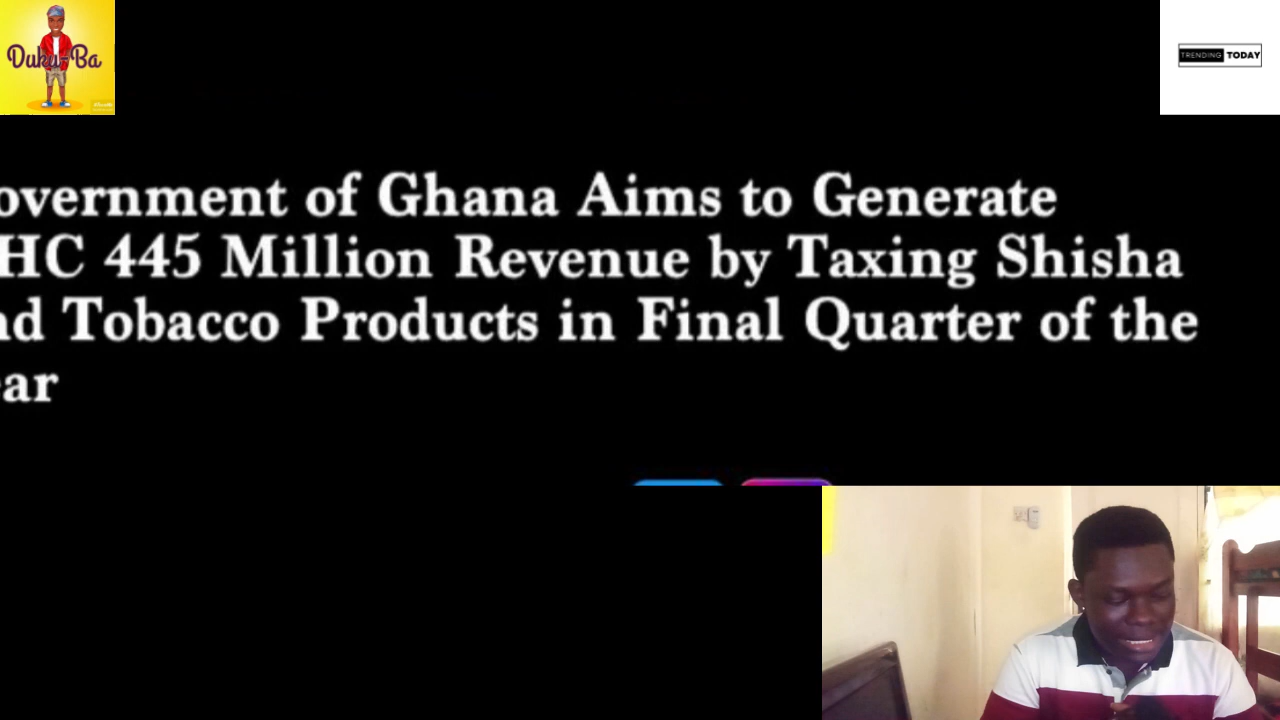 Duku-Ba
TRENDING TODAY
overnment of Ghana Aims to Generate
HC 445 Million Revenue by Taxing Shisha
nd Tobacco Products in Final Quarter of the
ear